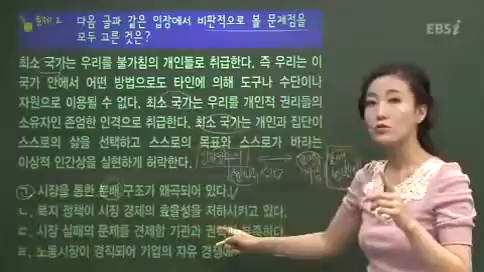 문제 2. 다음 글과 같은 입장에서 비판적으로 볼 문제점을
모두 고른 것은?
EBSi
최소 국가는 우리를 불가침의 개인들로 취급한다. 즉 우리는 이
국가 안에서 어떤 방법으로도 타인에 의해 도구나 수단이나
자원으로 이용될 수 없다. 최소 국가는 우리를 개인적 권리들의
소유자인 존엄한 인격으로 취급한다. 최소 국가는 개인과 집단이
스스로의 삶을 선택하고 스스로의 목표와 스스로가 바라는
이상적 인간상을 실현하게 허락한다.
ㄱ. 시장을 통한 분배 구조가 왜곡되어 있다.
ㄴ. 복지 정책이 시장 경제의 효율성을 저하시키고 있다.
ㄷ. 시장 실패의 문제를 견제할 기관과 권력이 부족하다.
ㄹ. 노동시장이 경직되어 기업의 자유 경쟁에